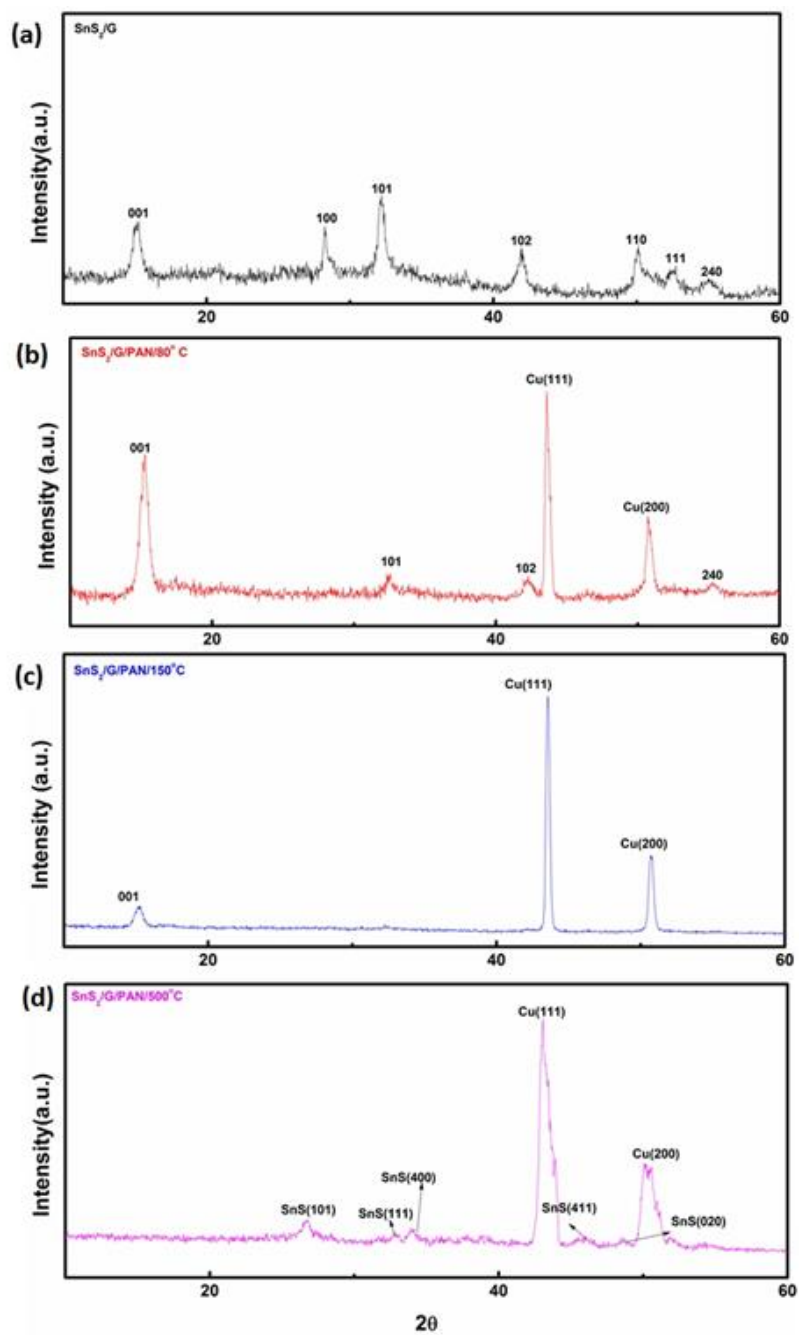 (a)
SnS2/G
Intensity(a.u.)
001
100
101
102
110
111
240
20
40
60
(b)
SnS2/G/PAN/80° C
Intensity (a.u.)
001
101
102
Cu(111)
Cu(200)
240
20
40
60
(c)
SnS2/G/PAN/150°C
Intensity (a.u.)
001
Cu(111)
Cu(200)
20
40
60
(d)
SnS2/G/PAN/500°C
Intensity(a.u.)
SnS(101)
SnS(111)
SnS(400)
Cu(111)
SnS(411)
Cu(200)
SnS(020)
20
40
60
2θ